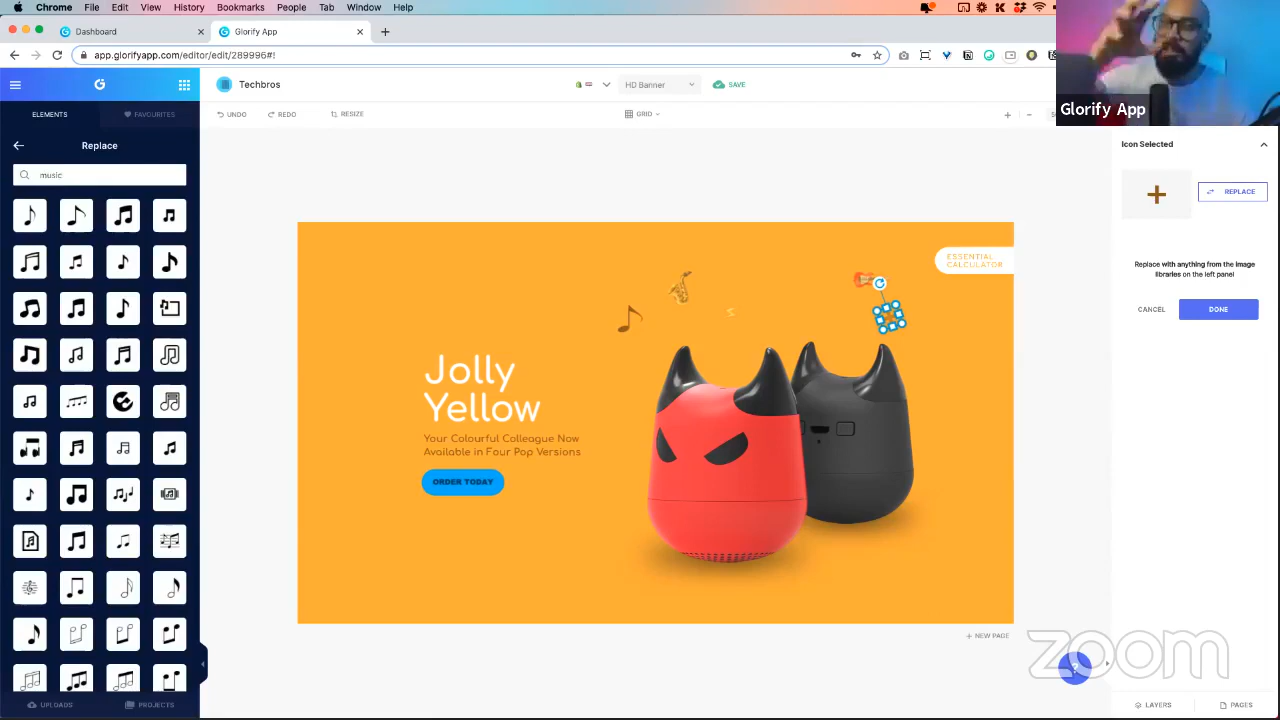 Chrome File Edit View History Bookmarks People Tab Window Help
Dashboard
Glorify App
app.glorifyapp.com/editor/edit/289996#!
Glorify App
Techbros
HD Banner
SAVE
ELEMENTS
FAVOURITES
UNDO
REDO
RESIZE
GRID
Replace
music
Icon Selected
REPLACE
Replace with anything from the image
libraries on the left panel
CANCEL
DONE
ESSENTIAL
CALCULATOR
Jolly
Yellow
Your Colourful Colleague Now
Available in Four Pop Versions
ORDER TODAY
+ NEW PAGE
zoom
?
UPLOADS
PROJECTS
LAYERS
PAGES